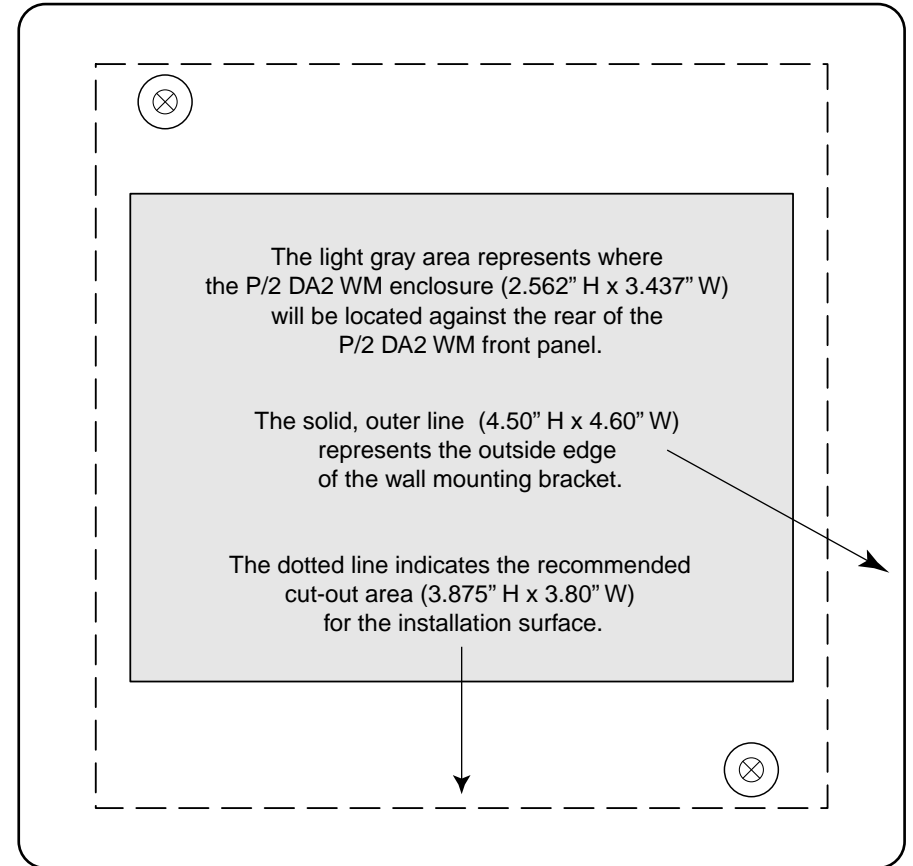 The light gray area represents where
the P/2 DA2 WM enclosure (2.562” H x 3.437” W)
will be located against the rear of the
P/2 DA2 WM front panel.
The solid, outer line (4.50” H x 4.60” W)
represents the outside edge
of the wall mounting bracket.
The dotted line indicates the recommended
cut-out area (3.875” H x 3.80” W)
for the installation surface.